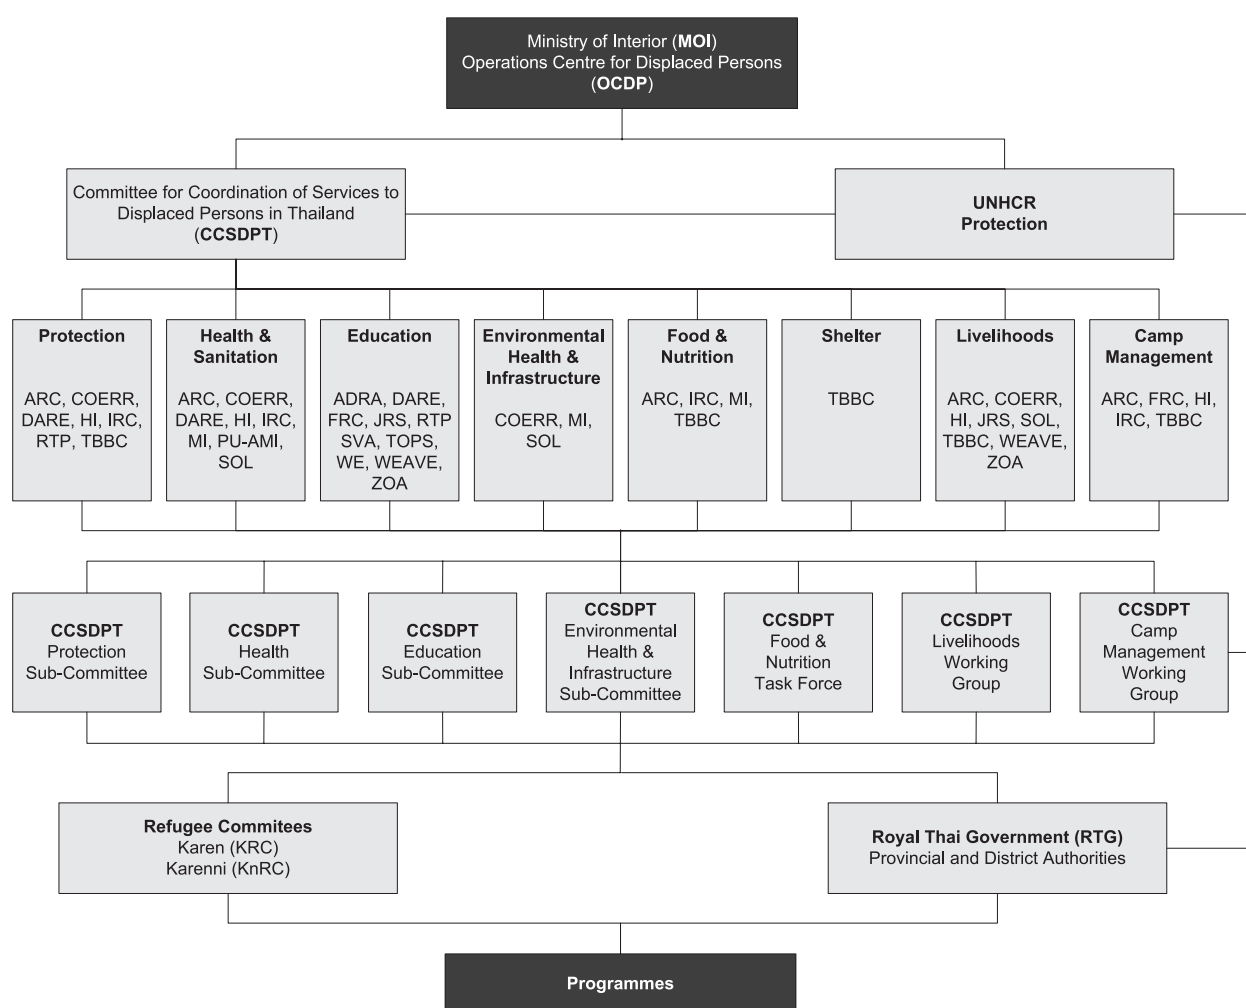 Ministry of Interior (MOI)
Operations Centre for Displaced Persons
(OCDP)
Committee for Coordination of Services to
Displaced Persons in Thailand
(CCSDPT)
UNHCR
Protection
Protection
ARC, COERR,
DARE, HI, IRC,
RTP, TBBC
Health &
Sanitation
ARC, COERR,
DARE, HI, IRC,
MI, PU-AMI,
SOL
Education
ADRA, DARE,
FRC, JRS, RTP
SVA, TOPS,
WE, WEAVE,
ZOA
Environmental
Health &
Infrastructure
COERR, MI,
SOL
Food &
Nutrition
ARC, IRC, MI,
TBBC
Shelter
TBBC
Livelihoods
ARC, COERR,
HI, JRS, SOL,
TBBC, WEAVE,
ZOA
Camp
Management
ARC, FRC, HI,
IRC, TBBC
CCSDPT
Protection
Sub-Committee
CCSDPT
Health
Sub-Committee
CCSDPT
Education
Sub-Committee
CCSDPT
Environmental
Health &
Infrastructure
Sub-Committee
CCSDPT
Food &
Nutrition
Task Force
CCSDPT
Livelihoods
Working
Group
CCSDPT
Camp
Management
Working
Group
Refugee Commitees
Karen (KRC)
Karenni (KnRC)
Royal Thai Government (RTG)
Provincial and District Authorities
Programmes